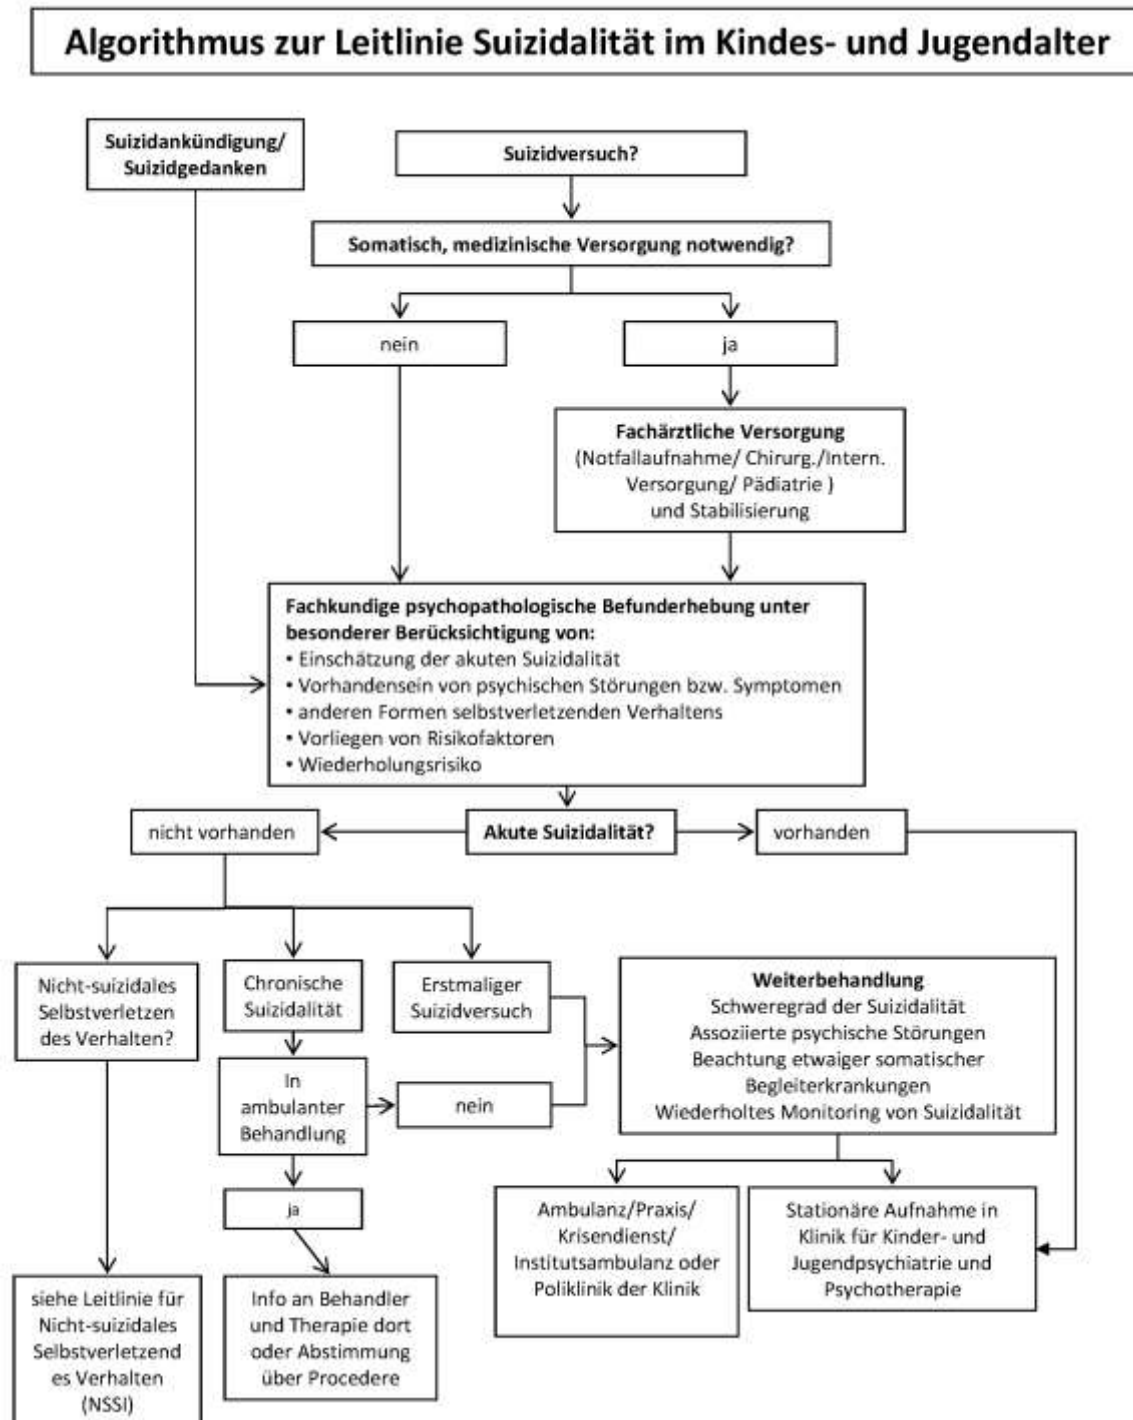 Algorithmus zur Leitlinie Suizidalität im Kindes- und Jugendalter
Suizidankündigung/
Suizidgedanken
Suizidversuch?
Somatisch, medizinische Versorgung notwendig?
nein
ja
Fachärztliche Versorgung
(Notfallaufnahme/ Chirurg./Intern.
Versorgung/ Pädiatrie )
und Stabilisierung
Fachkundige psychopathologische Befunderhebung unter
besonderer Berücksichtigung von:
• Einschätzung der akuten Suizidalität
• Vorhandensein von psychischen Störungen bzw. Symptomen
• anderen Formen selbstverletzenden Verhaltens
• Vorliegen von Risikofaktoren
• Wiederholungsrisiko
nicht vorhanden
Akute Suizidalität?
vorhanden
Nicht-suizidales
Selbstverletzen
des Verhalten?
Chronische
Suizidalität
Erstmaliger
Suizidversuch
Weiterbehandlung
Schweregrad der Suizidalität
Assoziierte psychische Störungen
Beachtung etwaiger somatischer
Begleiterkrankungen
Wiederholtes Monitoring von Suizidalität
In
ambulanter
Behandlung
nein
ja
Ambulanz/Praxis/
Krisendienst/
Institutsambulanz oder
Poliklinik der Klinik
Stationäre Aufnahme in
Klinik für Kinder- und
Jugendpsychiatrie und
Psychotherapie
siehe Leitlinie für
Nicht-suizidales
Selbstverletzend
es Verhalten
(NSSI)
Info an Behandler
und Therapie dort
oder Abstimmung
über Procedere